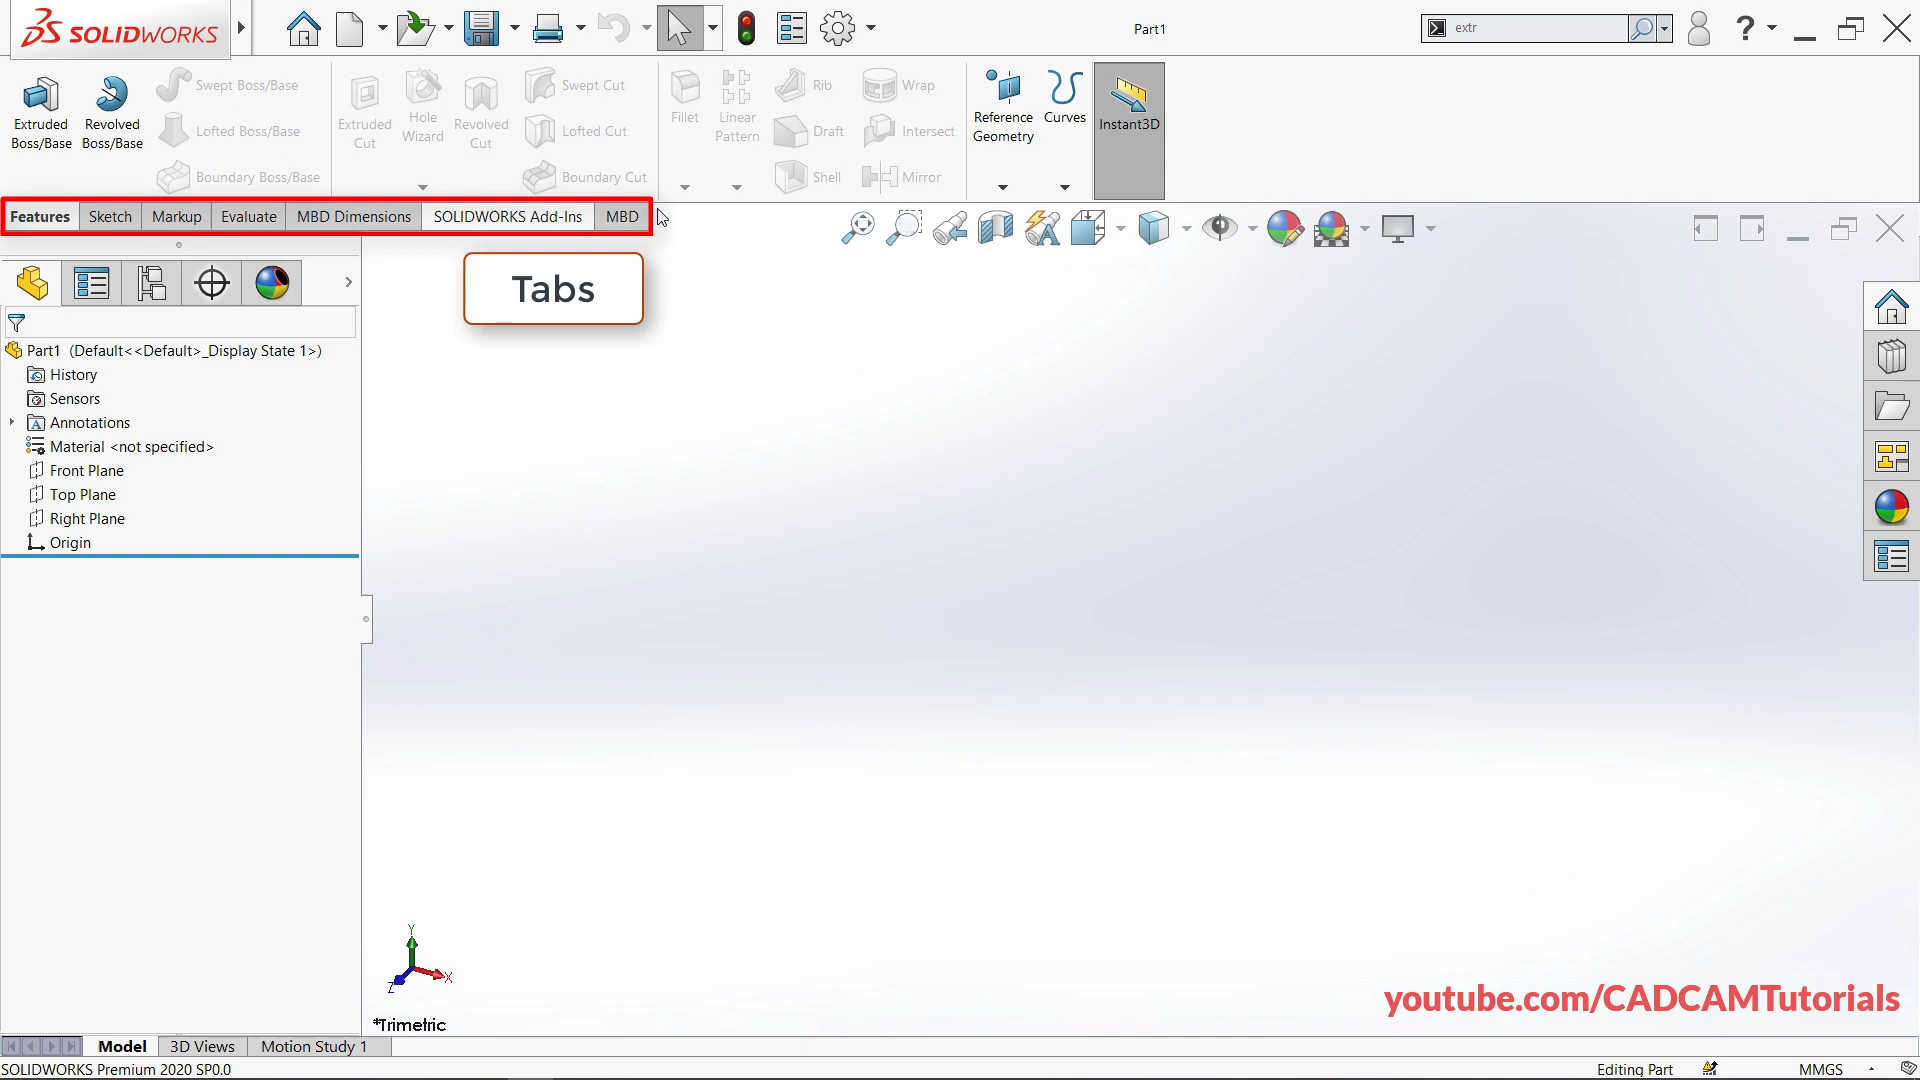 SOLIDWORKS
Part1
extr
?
Extruded
Boss/Base
Revolved
Boss/Base
Swept Boss/Base
Lofted Boss/Base
Boundary Boss/Base
Extruded
Cut
Hole
Wizard
Revolved
Cut
Swept Cut
Lofted Cut
Boundary Cut
Fillet
Linear
Pattern
Rib
Draft
Shell
Wrap
Intersect
Mirror
Reference
Geometry
Curves
Instant3D
Features Sketch Markup Evaluate MBD Dimensions SOLIDWORKS Add-Ins MBD
Tabs
Part1 (Default<<Default>_Display State 1>)
History
Sensors
Annotations
Material <not specified>
Front Plane
Top Plane
Right Plane
Origin
Y
X
Z
*Trimetric
youtube.com/CADCAMTutorials
Model 3D Views Motion Study 1
SOLIDWORKS Premium 2020 SP0.0
Editing Part
MMGS